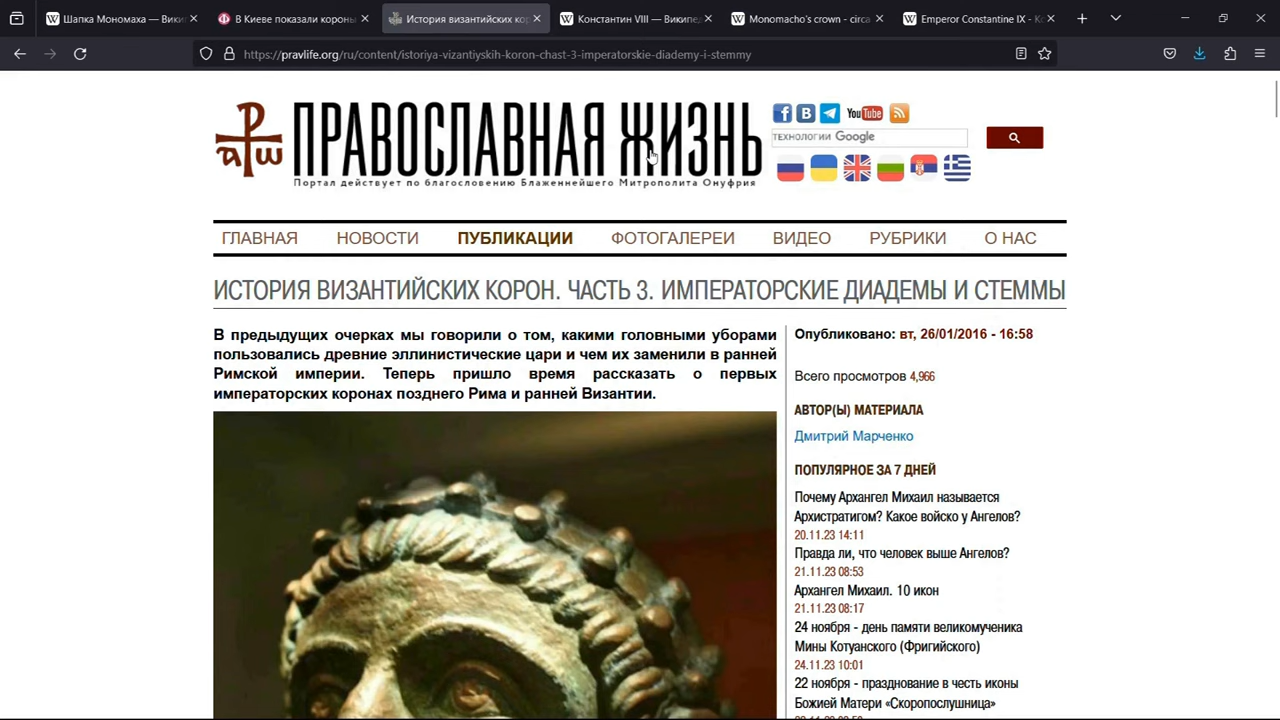 Шапка Мономаха — Вики
В Киеве показали короны
История византийских кор
Константин VIII — Википед
Monomacho's crown - circa
Emperor Constantine IX - Ko
https://pravlife.org/ru/content/istoriya-vizantiyskih-koron-chast-3-imperatorskie-diademy-i-stemmy
ПРАВОСЛАВНАЯ ЖИЗНЬ
Портал действует по благословению Блаженнейшего Митрополита Онуфрия
You Tube
ТЕХНОЛОГИИ Google
ГЛАВНАЯ НОВОСТИ ПУБЛИКАЦИИ ФОТОГАЛЕРЕИ ВИДЕО РУБРИКИ О НАС
ИСТОРИЯ ВИЗАНТИЙСКИХ КОРОН. ЧАСТЬ 3. ИМПЕРАТОРСКИЕ ДИАДЕМЫ И СТЕММЫ
В предыдущих очерках мы говорили о том, какими головными уборами
пользовались древние эллинистические цари и чем их заменили в ранней
Римской империи. Теперь пришло время рассказать о первых
императорских коронах позднего Рима и ранней Византии.
Опубликовано: вт, 26/01/2016 - 16:58
Всего просмотров 4,966
АВТОР(Ы) МАТЕРИАЛА
Дмитрий Марченко
ПОПУЛЯРНОЕ ЗА 7 ДНЕЙ
Почему Архангел Михаил называется
Архистратигом? Какое войско у Ангелов?
20.11.23 14:11
Правда ли, что человек выше Ангелов?
21.11.23 08:53
Архангел Михаил. 10 икон
21.11.23 08:17
24 ноября - день памяти великомученика
Мины Котуанского (Фригийского)
24.11.23 10:01
22 ноября - празднование в честь иконы
Божией Матери «Скоропослушница»